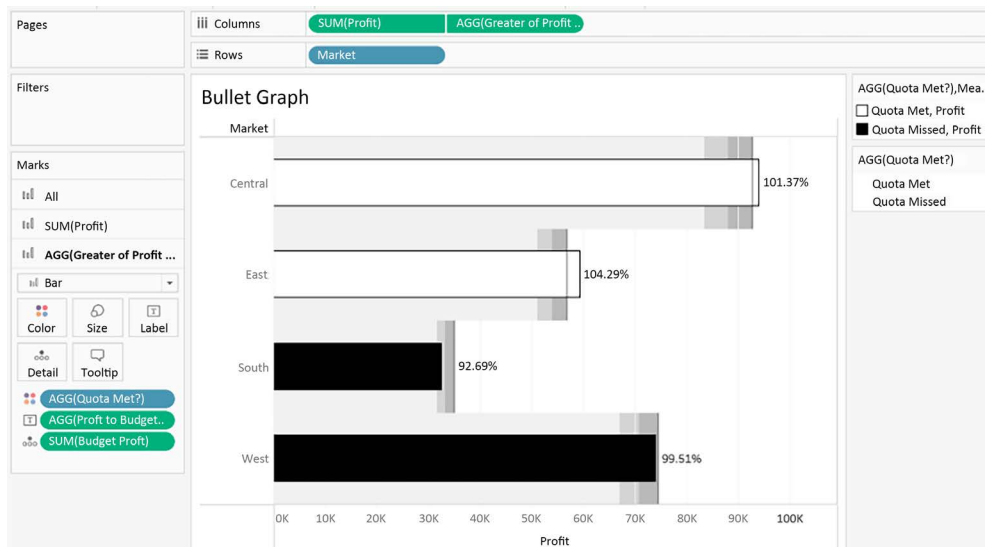 Pages
Columns
SUM(Profit)
AGG(Greater of Profit ..
Rows
Market
Filters
Marks
All
SUM(Profit)
AGG(Greater of Profit ...
Bar
Color
Size
Label
Detail
Tooltip
AGG(Quota Met?)
AGG(Proft to Budget..
SUM(Budget Proft)
Bullet Graph
Market
Central
101.37%
East
104.29%
South
92.69%
West
99.51%
0K 10K 20K 30K 40K 50K 60K 70K 80K 90K 100K
Profit
AGG(Quota Met?),Mea.
Quota Met, Profit
Quota Missed, Profit
AGG(Quota Met?)
Quota Met
Quota Missed